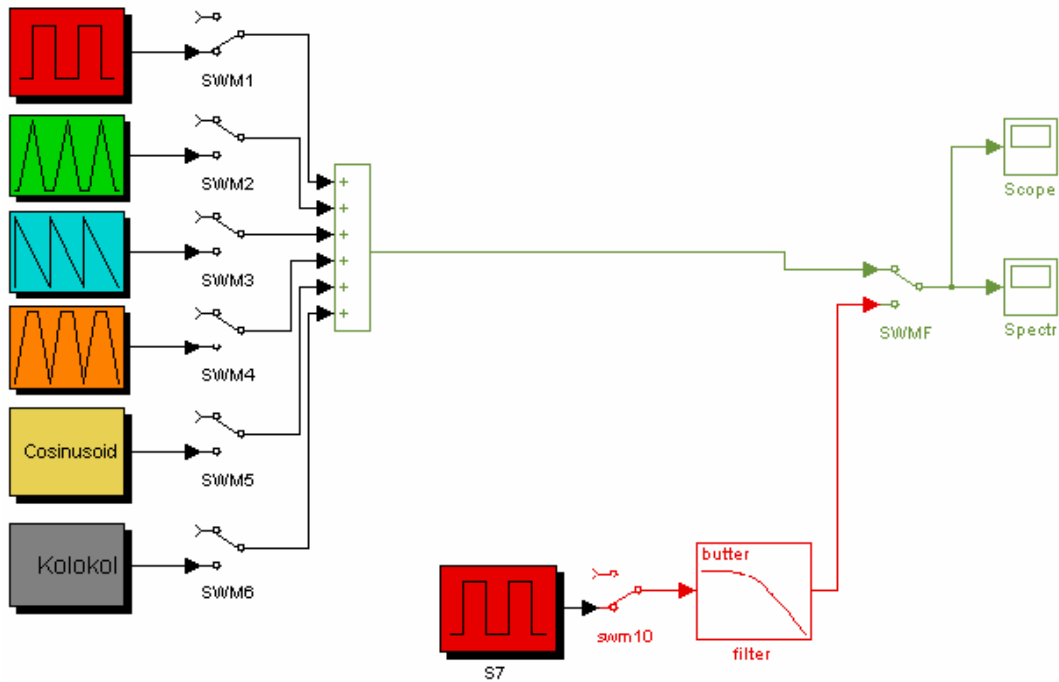 SWM1
SWM2
SWM3
SWM4
Cosinusoid
SWM5
Kolokol
SWM6
+
+
+
+
+
+
Scope
SWMF
Spectr
S7
swm10
butter
filter